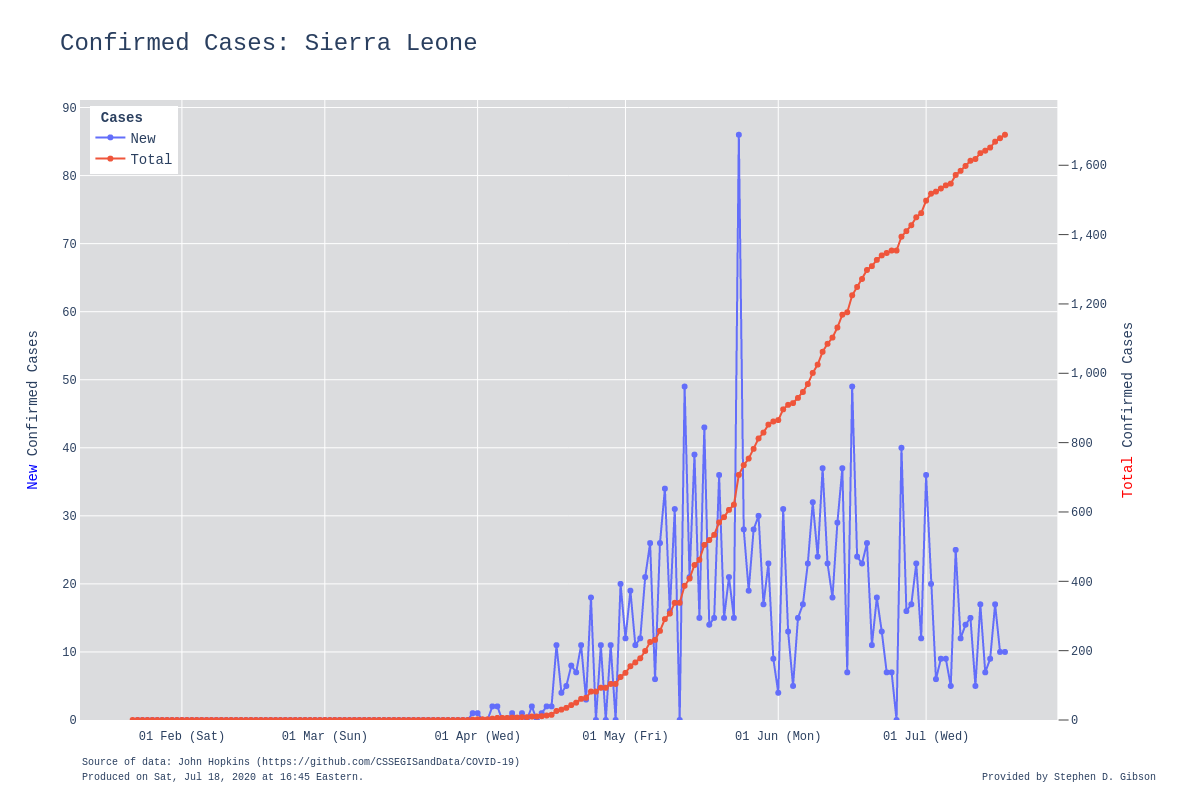 Confirmed Cases: Sierra Leone
Cases
New
Total
90
80
70
60
50
40
30
20
10
0
1,600
1,400
1,200
1,000
800
600
400
200
0
New Confirmed Cases
Total Confirmed Cases
01 Feb (Sat)
01 Mar (Sun)
01 Apr (Wed)
01 May (Fri)
01 Jun (Mon)
01 Jul (Wed)
Source of data: John Hopkins (https://github.com/CSSEGISandData/COVID-19)
Produced on Sat, Jul 18, 2020 at 16:45 Eastern.
Provided by Stephen D. Gibson